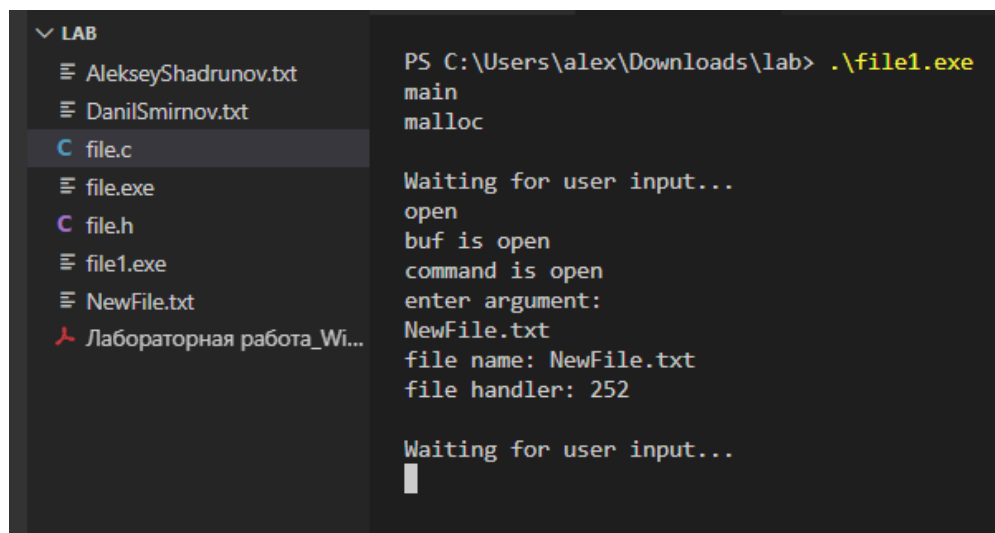 LAB
AlekseyShadrunov.txt
DanilSmirnov.txt
C file.c
file.exe
C file.h
file1.exe
NewFile.txt
Лабораторная работа_Wi...
PS C:\Users\alex\Downloads\lab> .\file1.exe
main
malloc
Waiting for user input...
open
buf is open
command is open
enter argument:
NewFile.txt
file name: NewFile.txt
file handler: 252
Waiting for user input...